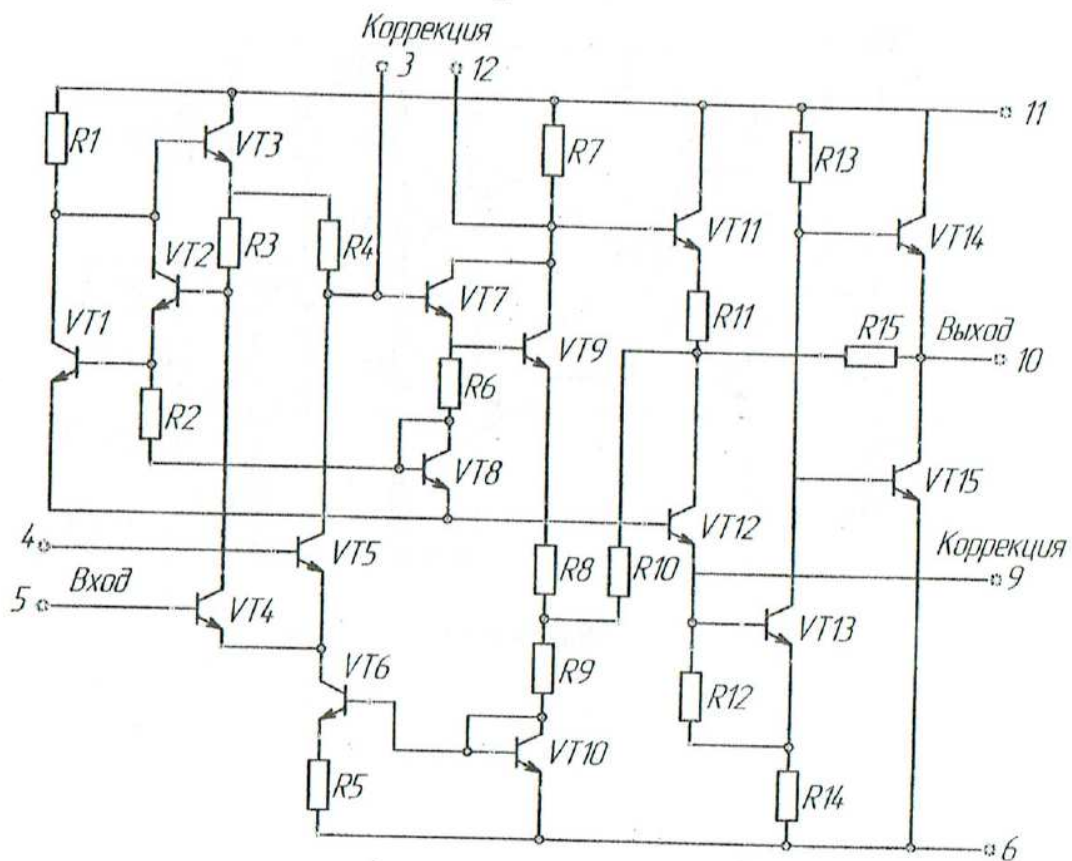 Коррекция
3
12
11
R1
VT3
R7
R13
R3
R4
VT2
VT11
VT14
VT7
VT1
R11
R15
Выход
VT9
10
R6
R2
VT8
VT15
VT12
4
VT5
R8
R10
Коррекция
9
5
Вход
VT4
VT13
VT6
R9
R12
VT10
R5
R14
6